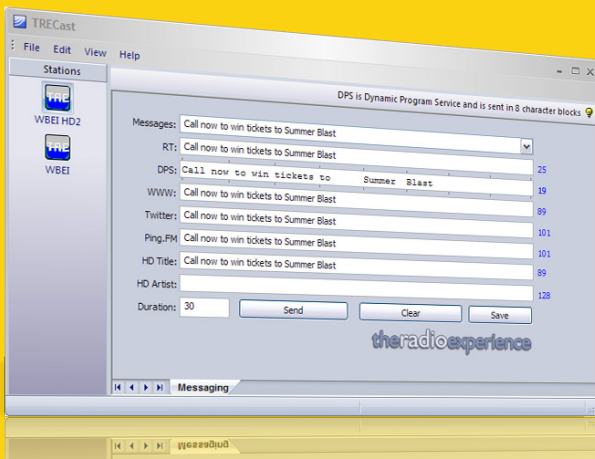 TRECast
File Edit View Help
Stations
DPS is Dynamic Program Service and is sent in 8 character blocks
TRE
WBEI HD2
TRE
WBEI
Messages: Call now to win tickets to Summer Blast
RT: Call now to win tickets to Summer Blast 25
DPS: Call now to win tickets to Summer Blast 19
WWW: Call now to win tickets to Summer Blast 89
Twitter: Call now to win tickets to Summer Blast 101
Ping.FM Call now to win tickets to Summer Blast 101
HD Title: Call now to win tickets to Summer Blast 89
HD Artist: 128
Duration: 30 Send Clear Save
theradioexperience
Messaging
Messaging